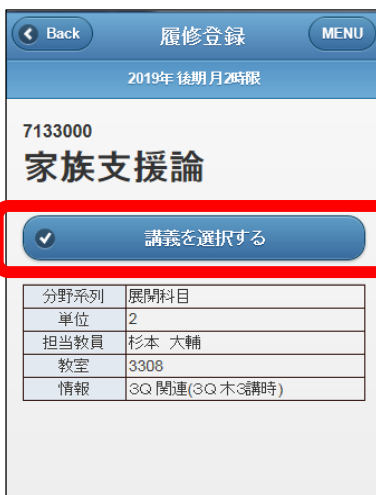 Back 履修登録 MENU
2019年 後期 月2時限
7133000
家族支援論
講義を選択する
分野系列 展開科目
単位 2
担当教員 杉本 大輔
教室 3308
情報 3Q 関連(3Q 木3講時)